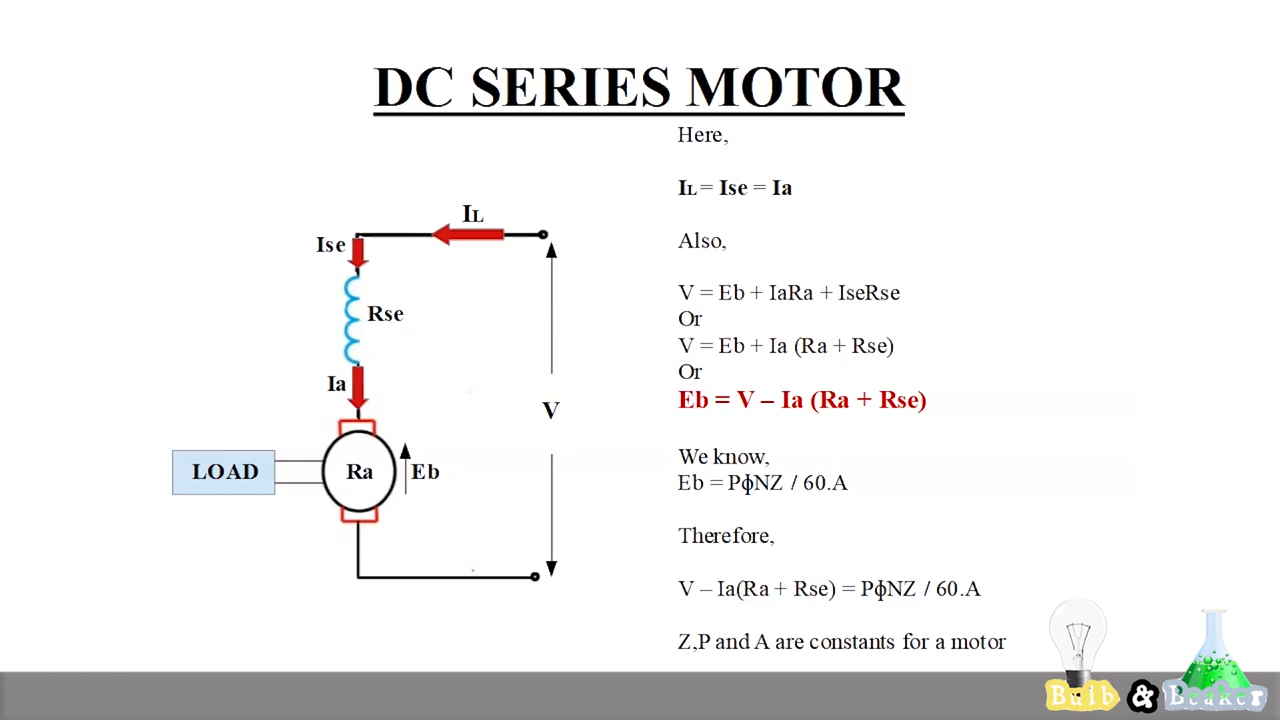 DC SERIES MOTOR
Here,
IL = Ise = Ia
Also,
V = Eb + IaRa + IseRse
Or
V = Eb + Ia (Ra + Rse)
Or
Eb = V – Ia (Ra + Rse)
We know,
Eb = PϕNZ / 60.A
Therefore,
V – Ia(Ra + Rse) = PϕNZ / 60.A
Z,P and A are constants for a motor
IL
Ise
Rse
Ia
V
LOAD
Ra
Eb
Bulb & Beaker